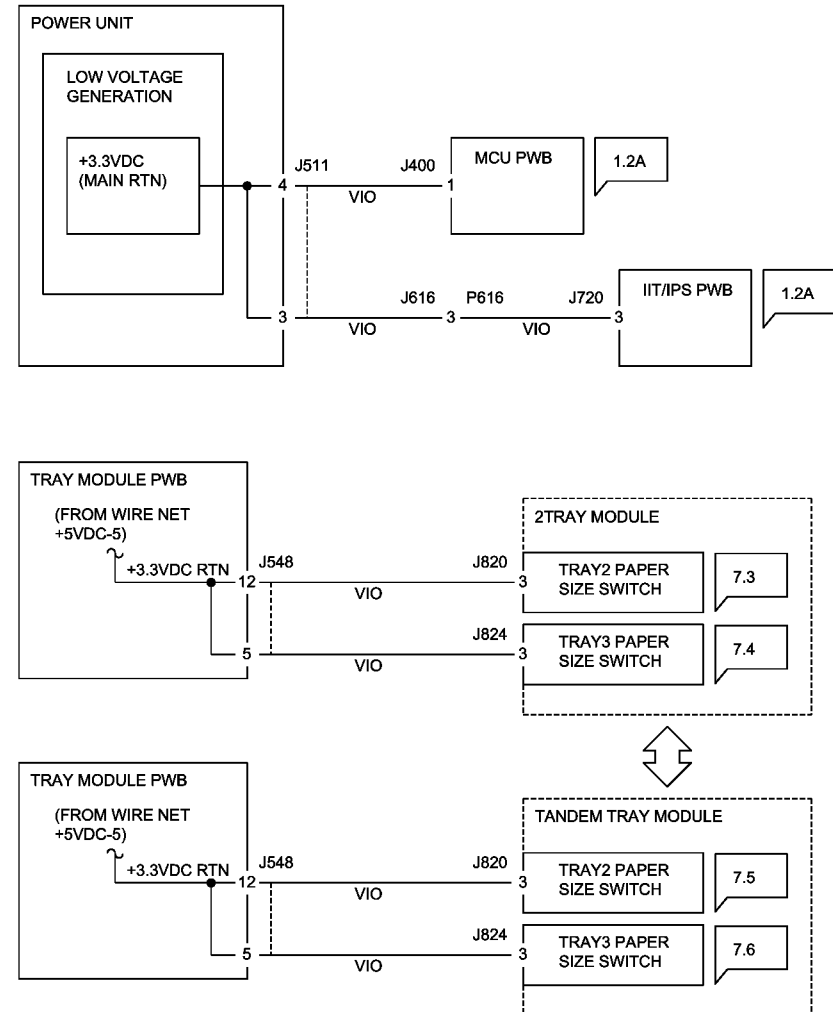 POWER UNIT
LOW VOLTAGE
GENERATION
+3.3VDC
(MAIN RTN)
4
J511
VIO
J400
1
MCU PWB
1.2A
3
VIO
J616
3
P616
VIO
J720
3
IIT/IPS PWB
1.2A
TRAY MODULE PWB
(FROM WIRE NET
+5VDC-5)
+3.3VDC RTN
12
J548
VIO
J820
3
5
VIO
J824
3
2TRAY MODULE
TRAY2 PAPER
SIZE SWITCH
7.3
TRAY3 PAPER
SIZE SWITCH
7.4
TRAY MODULE PWB
(FROM WIRE NET
+5VDC-5)
+3.3VDC RTN
12
J548
VIO
J820
3
5
VIO
J824
3
TANDEM TRAY MODULE
TRAY2 PAPER
SIZE SWITCH
7.5
TRAY3 PAPER
SIZE SWITCH
7.6